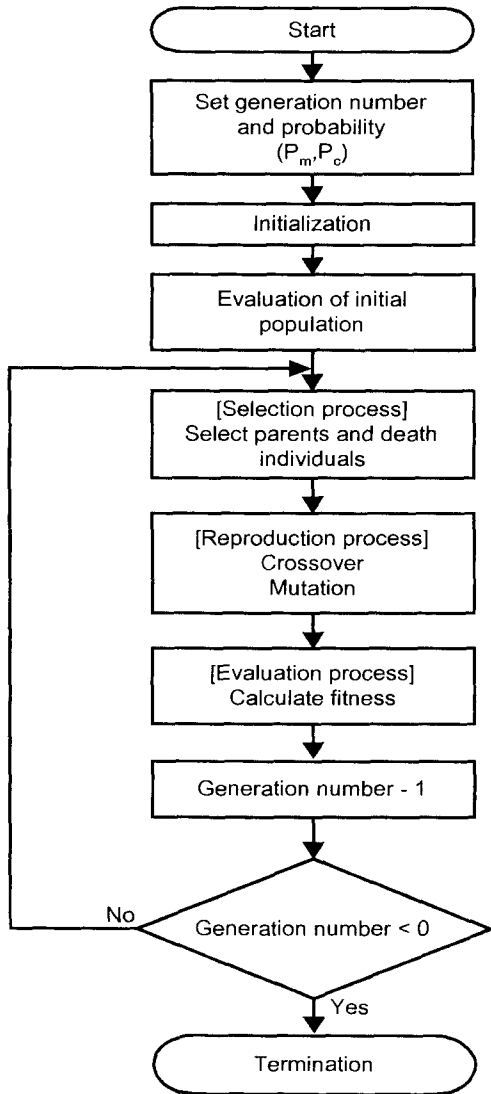 Start
Set generation number
and probability
(Pm,Pc)
Initialization
Evaluation of initial
population
[Selection process]
Select parents and death
individuals
[Reproduction process]
Crossover
Mutation
[Evaluation process]
Calculate fitness
Generation number - 1
Generation number < 0
No
Yes
Termination